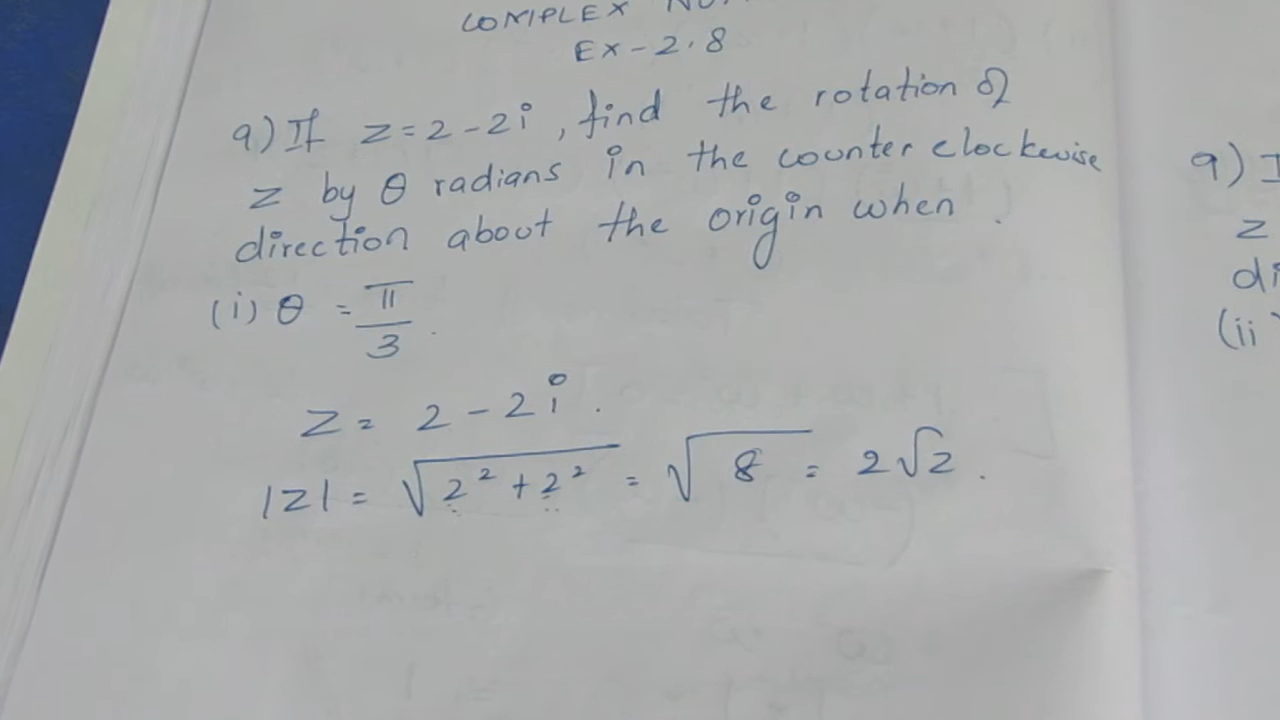 COMPLEX
Ex - 2.8
9) If z = 2 - 2i, find the rotation of
z by θ radians in the counter clockwise
direction about the origin when .
(i) θ = π/3 .
z = 2 - 2i .
|z| = √(2² + 2²) = √8 = 2√2 .
9) I
z
di
(ii